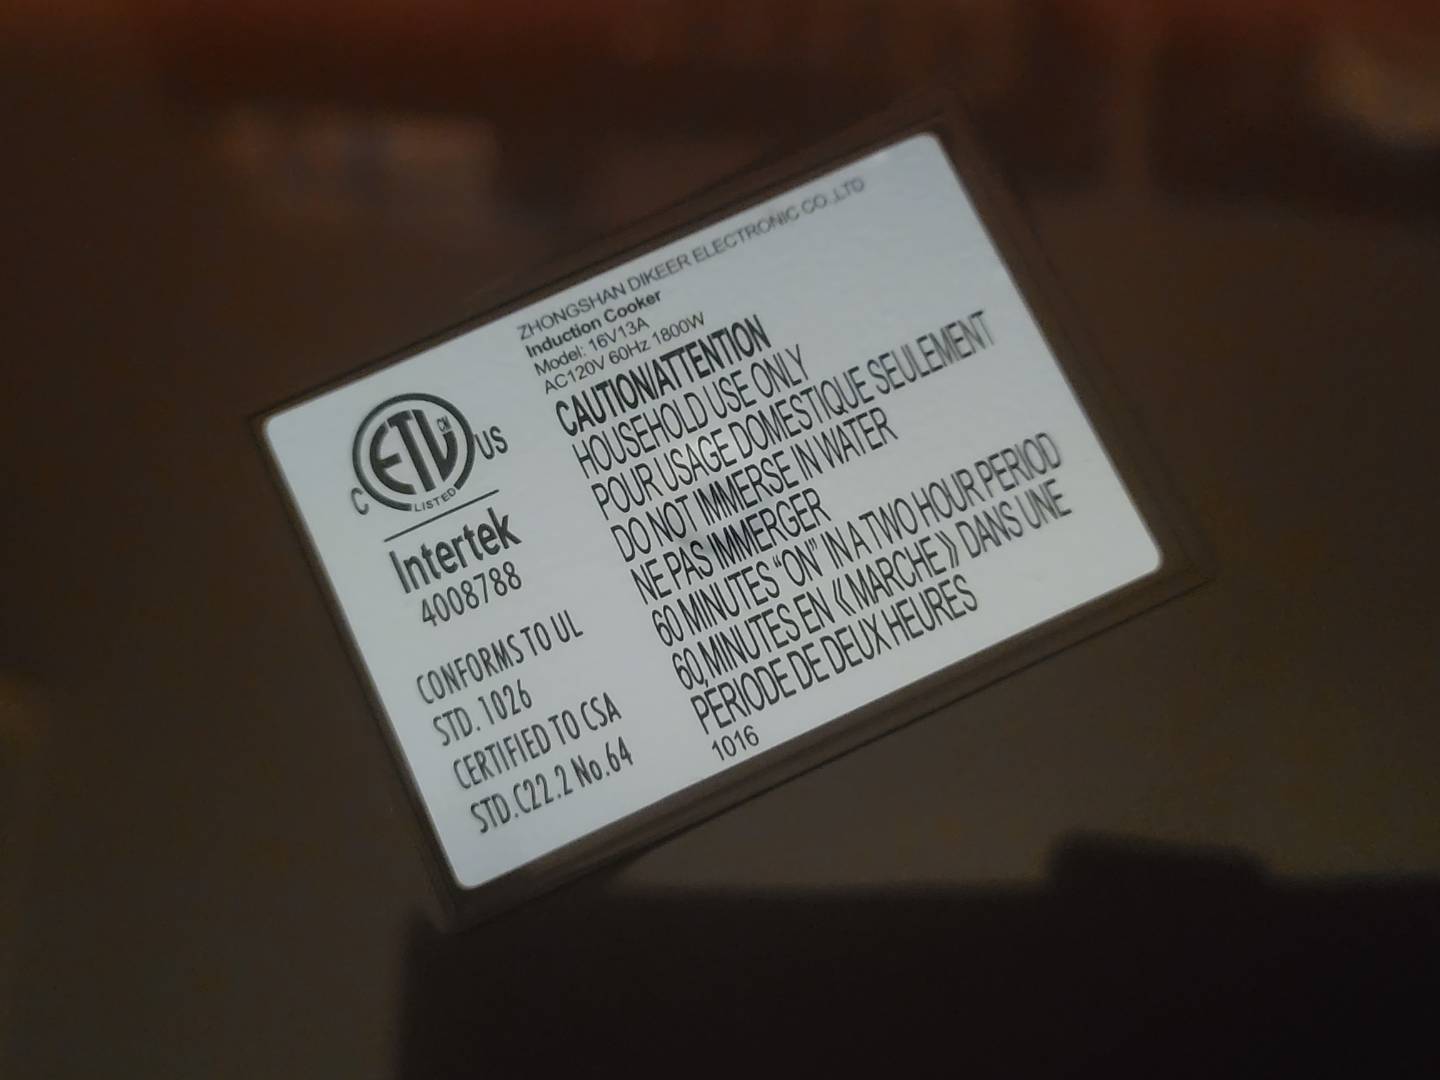 ZHONGSHAN DIKEER ELECTRONIC CO.,LTD
Induction Cooker
Model: 16V13A
AC120V 60Hz 1800W
CAUTION/ATTENTION
HOUSEHOLD USE ONLY
POUR USAGE DOMESTIQUE SEULEMENT
DO NOT IMMERSE IN WATER
NE PAS IMMERGER
60 MINUTES "ON" IN A TWO HOUR PERIOD
60, MINUTES EN 《MARCHE》 DANS UNE
PERIODE DE DEUX HEURES
1016
C ETL CM US
LISTED
Intertek
4008788
CONFORMS TO UL
STD. 1026
CERTIFIED TO CSA
STD.C22.2 No.64